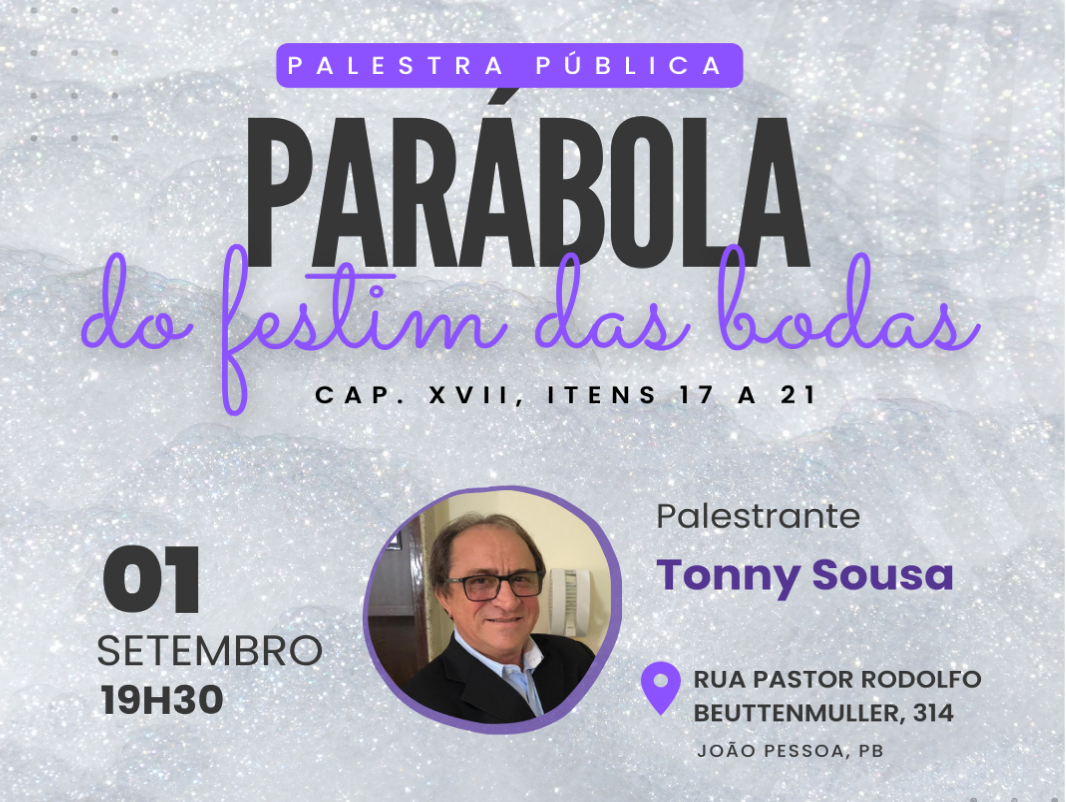 PALESTRA PÚBLICA
PARÁBOLA
do festim das bodas
CAP. XVII, ITENS 17 A 21
01
SETEMBRO
19H30
Palestrante
Tonny Sousa
RUA PASTOR RODOLFO
BEUTTENMULLER, 314
JOÃO PESSOA, PB